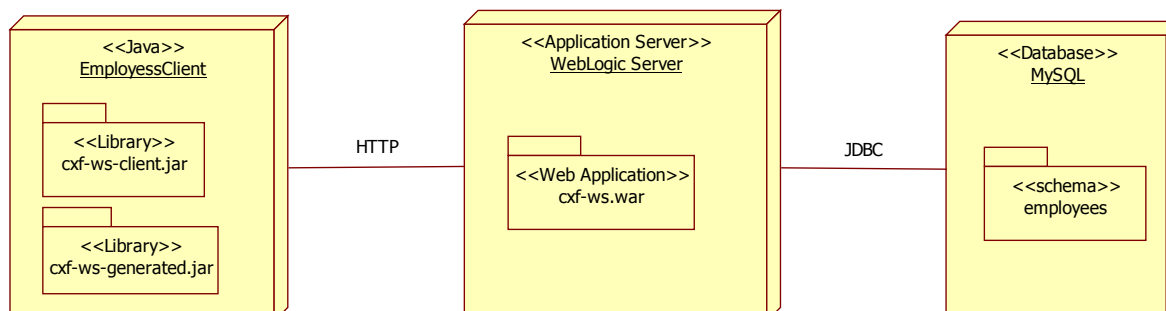 <<Java>>
EmployessClient
<<Library>>
cxf-ws-client.jar
<<Library>>
cxf-ws-generated.jar
HTTP
<<Application Server>>
WebLogic Server
<<Web Application>>
cxf-ws.war
JDBC
<<Database>>
MySQL
<<schema>>
employees